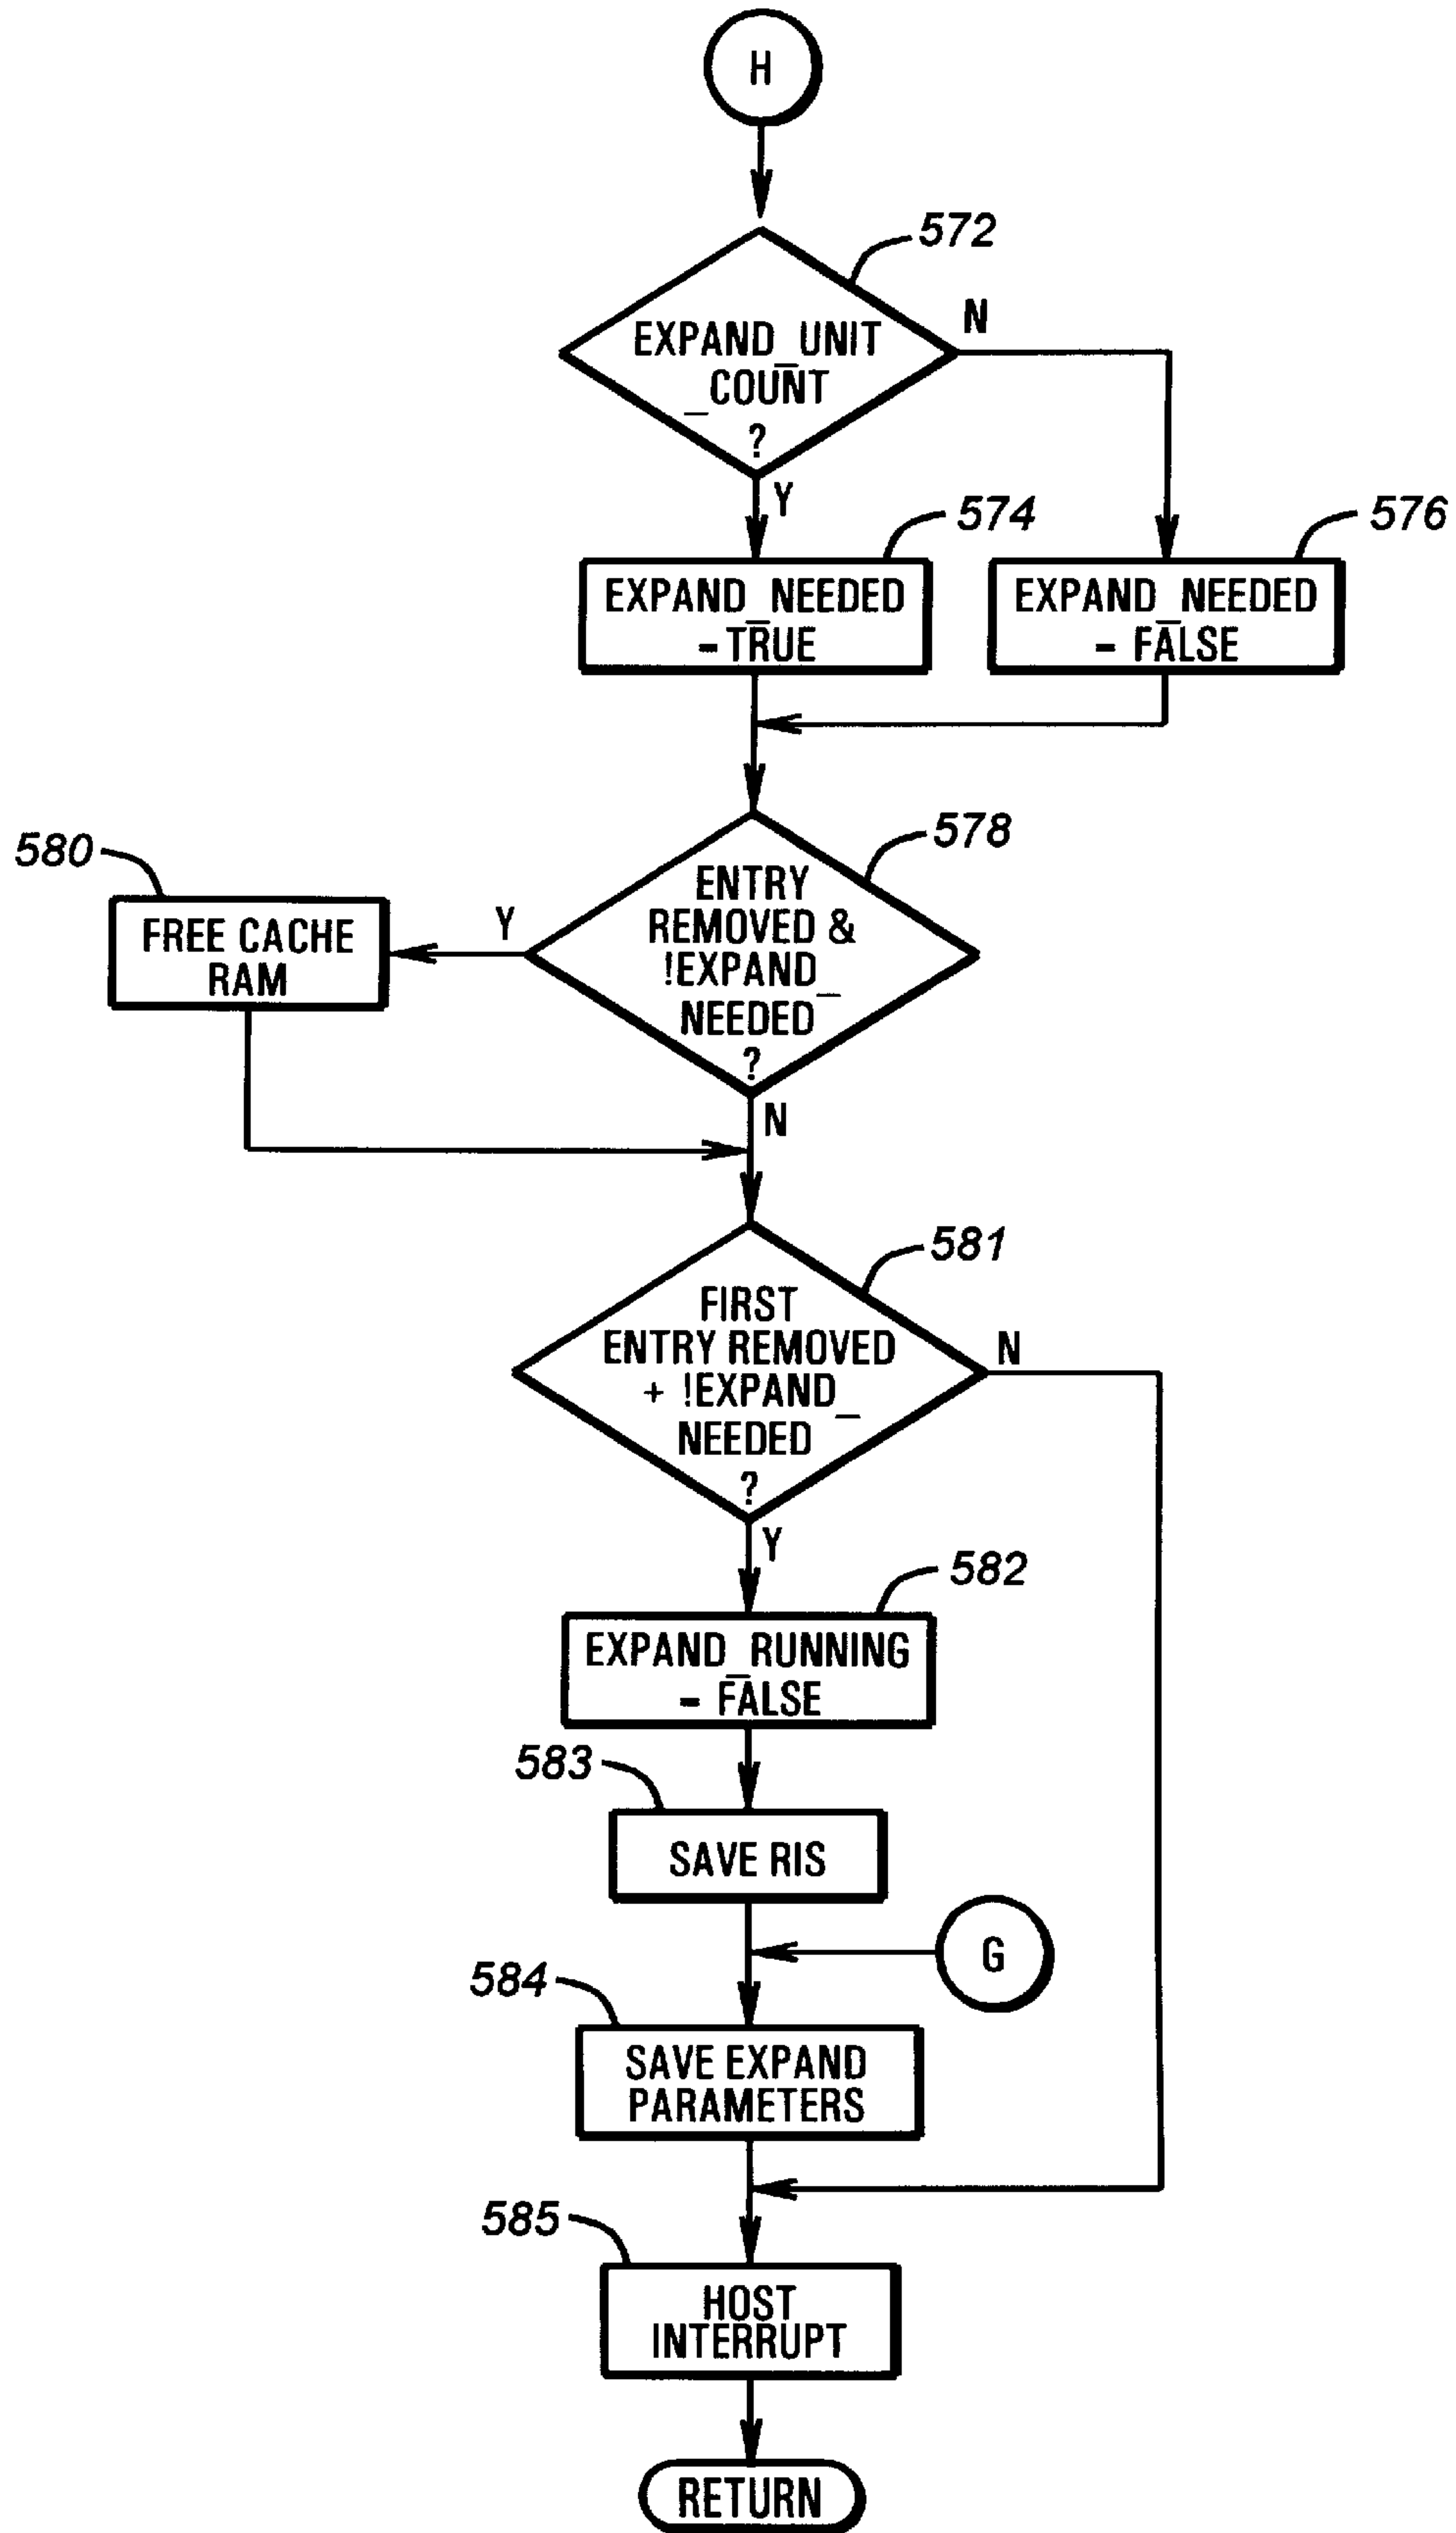 H
572
EXPAND_UNIT
_COUNT
?
N
Y
574
576
EXPAND_NEEDED
= TRUE
EXPAND_NEEDED
= FALSE
578
580
ENTRY
REMOVED &
!EXPAND_
NEEDED
?
Y
FREE CACHE
RAM
N
581
FIRST
ENTRY REMOVED
+ !EXPAND_
NEEDED
?
N
Y
582
EXPAND_RUNNING
= FALSE
583
SAVE RIS
G
584
SAVE EXPAND
PARAMETERS
585
HOST
INTERRUPT
RETURN